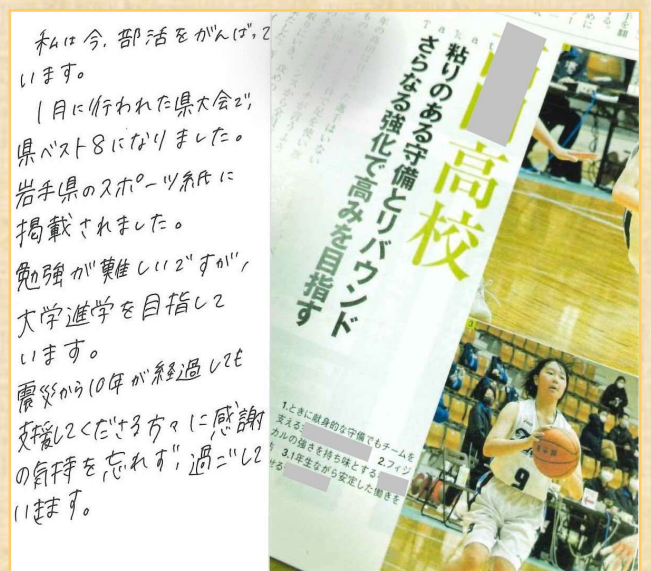 私は今、部活をがんばって
います。
1月に行われた県大会で、
県ベスト8になりました。
岩手県のスポーツ紙に
掲載されました。
勉強が難しいですが、
大学進学を目指して
います。
震災から10年が経過しても
支援してくださる方々に感謝
の気持を忘れず、過ごして
います。
高校
粘りのある守備とリバウンド
さらなる強化で高みを目指す
1.ときに献身的な守備でもチームを
支える
2.フィジ
カルの強さを持ち味とする
3.1年生ながら安定した働きを
せる
9